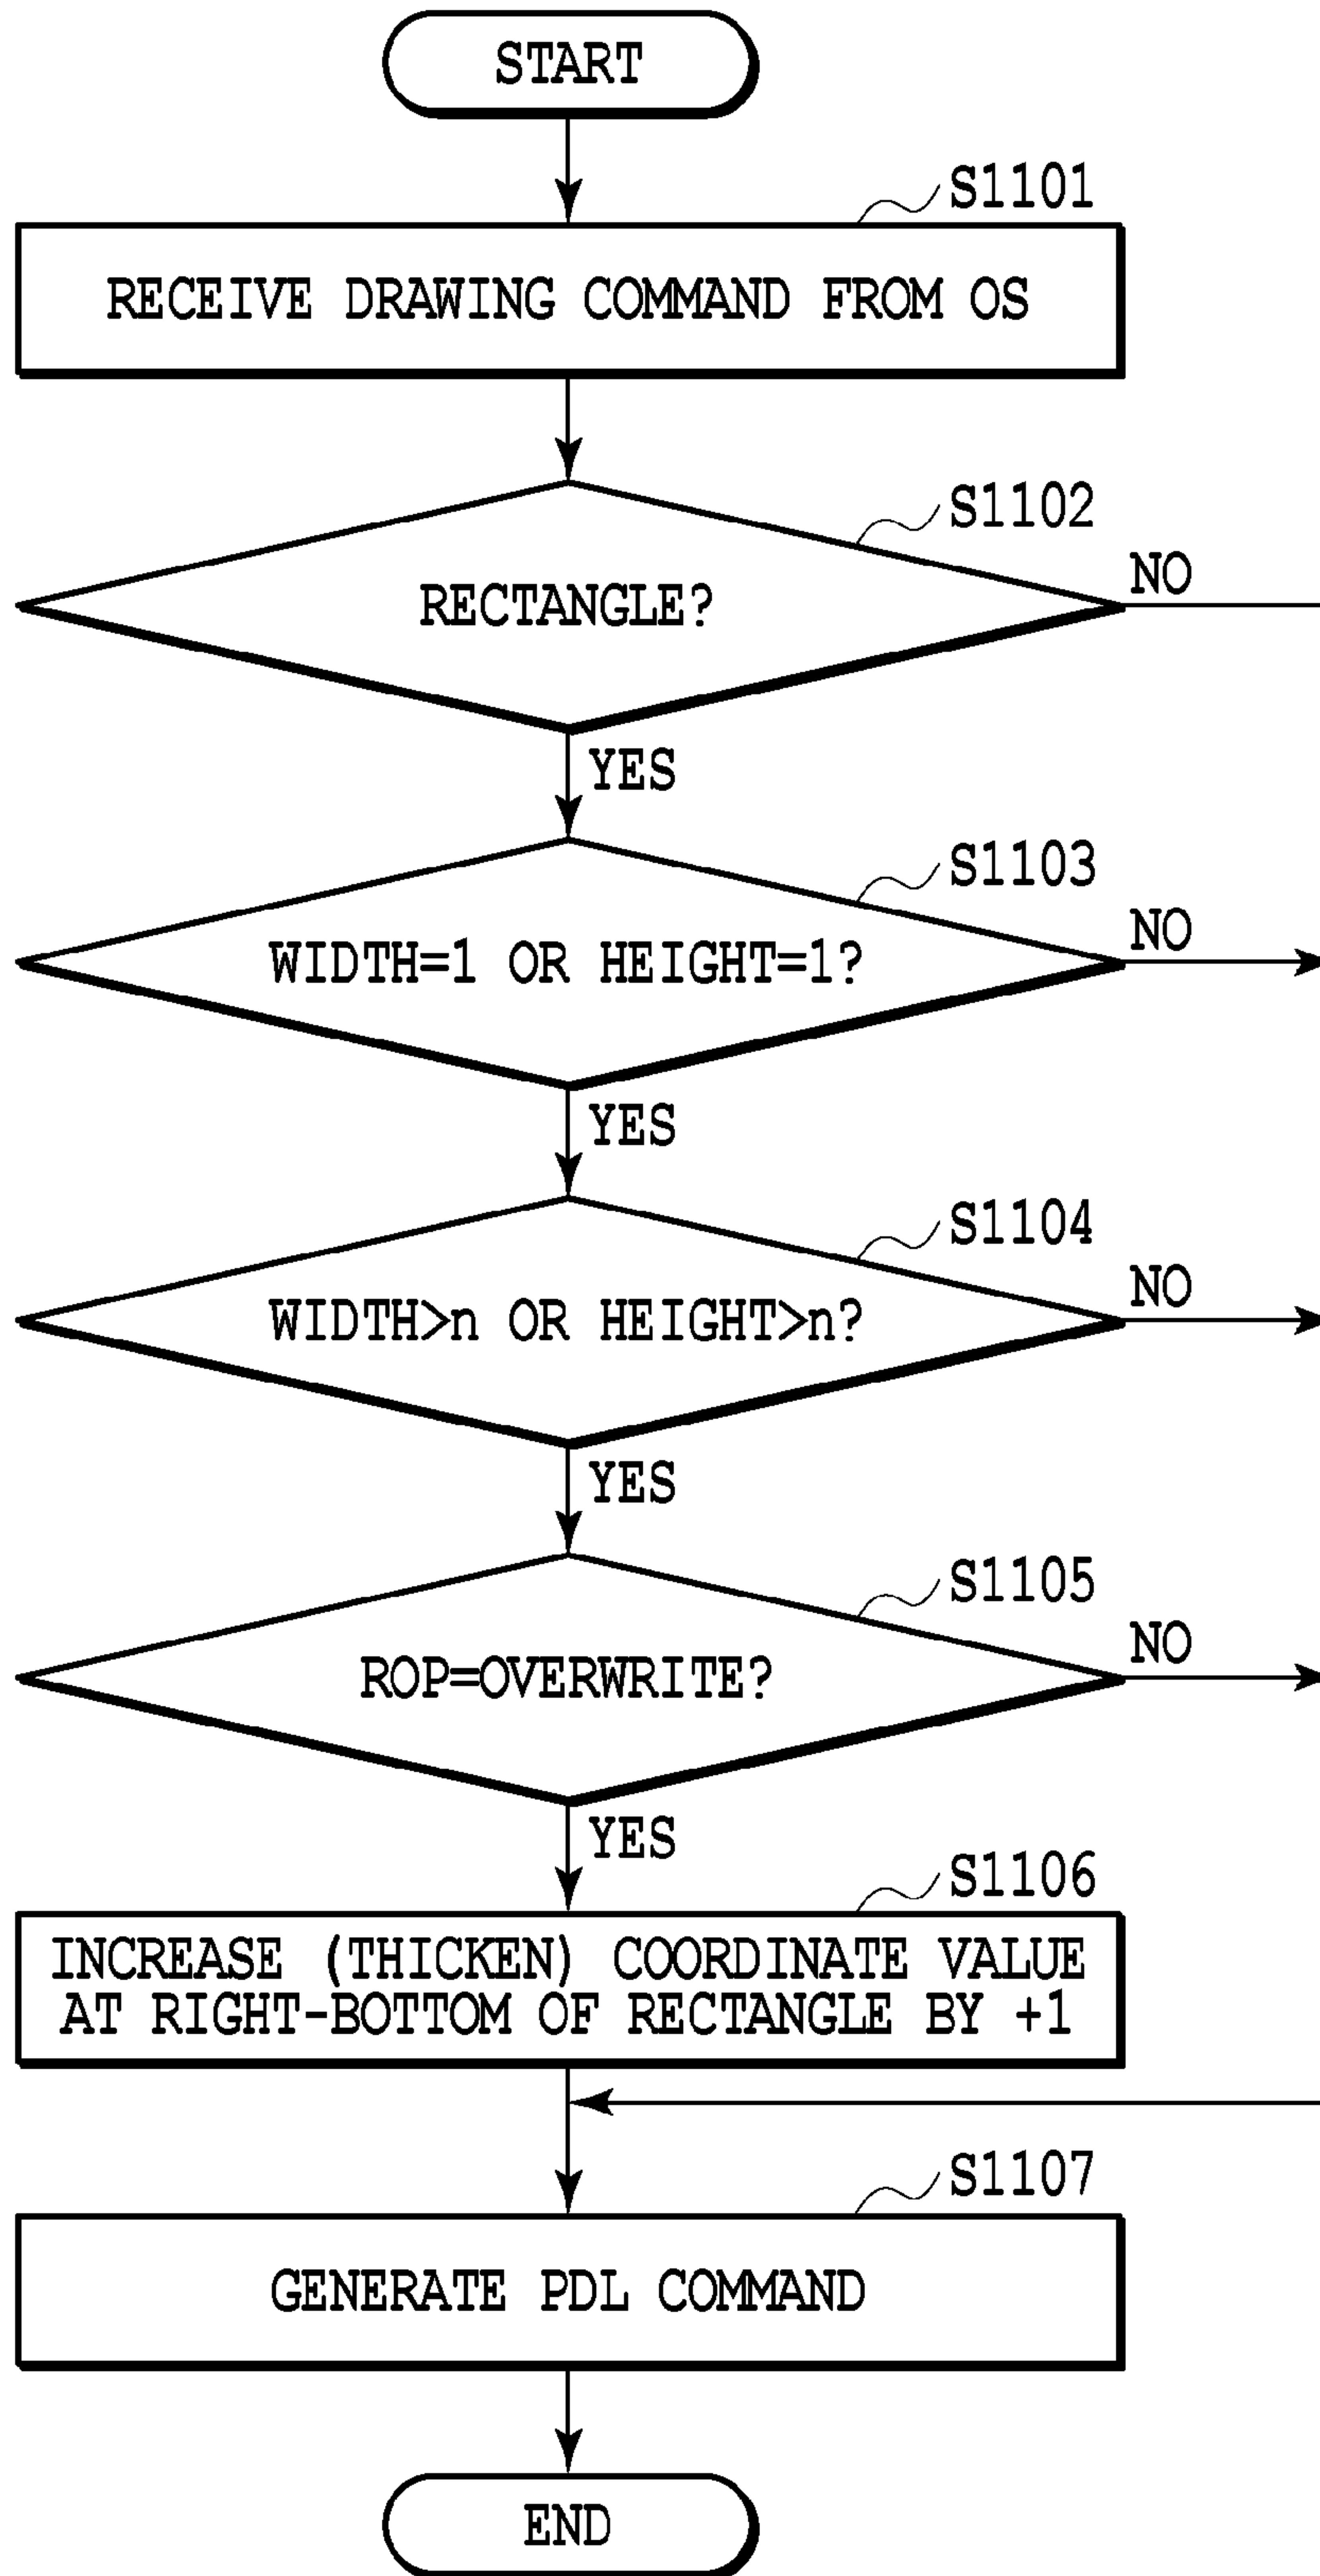 START
S1101
RECEIVE DRAWING COMMAND FROM OS
S1102
RECTANGLE?
NO
YES
S1103
WIDTH=1 OR HEIGHT=1?
NO
YES
S1104
WIDTH>n OR HEIGHT>n?
NO
YES
S1105
ROP=OVERWRITE?
NO
YES
S1106
INCREASE (THICKEN) COORDINATE VALUE
AT RIGHT-BOTTOM OF RECTANGLE BY +1
S1107
GENERATE PDL COMMAND
END